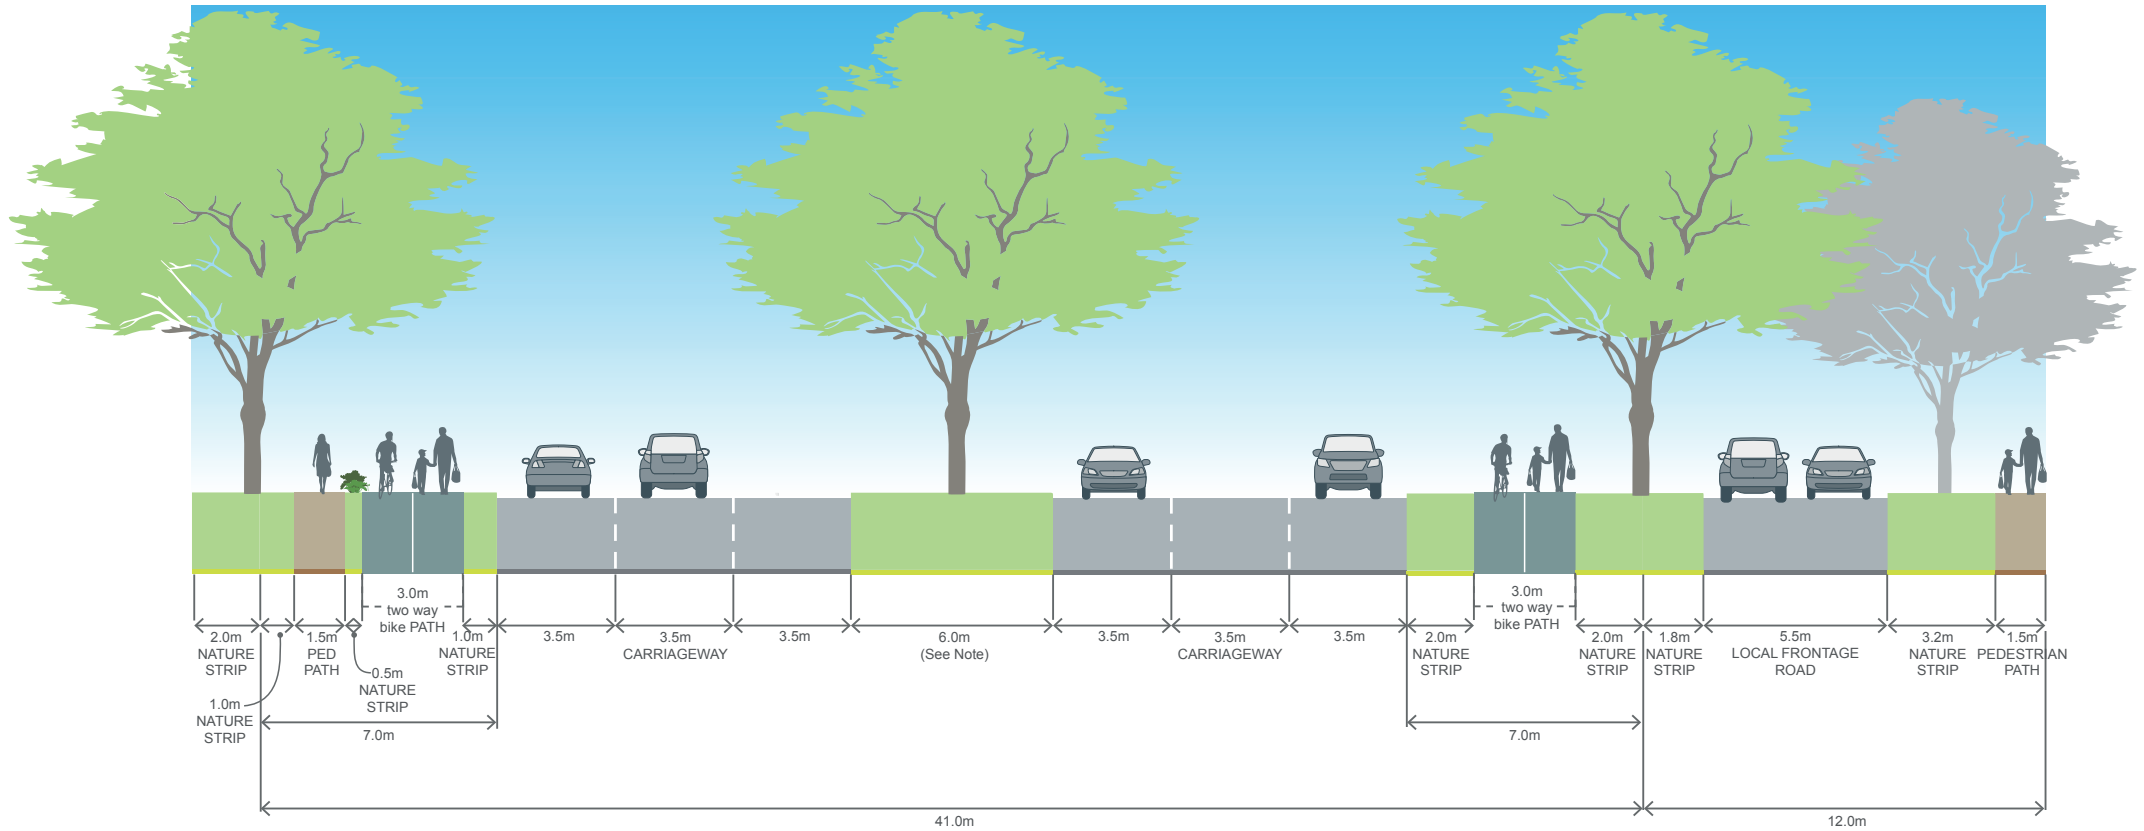 2.0m
NATURE
STRIP
1.0m
NATURE
STRIP
1.5m
PED
PATH
0.5m
NATURE
STRIP
3.0m
two way
bike PATH
1.0m
NATURE
STRIP
7.0m
3.5m
3.5m
CARRIAGEWAY
3.5m
6.0m
(See Note)
3.5m
3.5m
CARRIAGEWAY
3.5m
2.0m
NATURE
STRIP
3.0m
two way
bike PATH
2.0m
NATURE
STRIP
7.0m
1.8m
NATURE
STRIP
5.5m
LOCAL FRONTAGE
ROAD
3.2m
NATURE
STRIP
1.5m
PEDESTRIAN
PATH
41.0m
12.0m